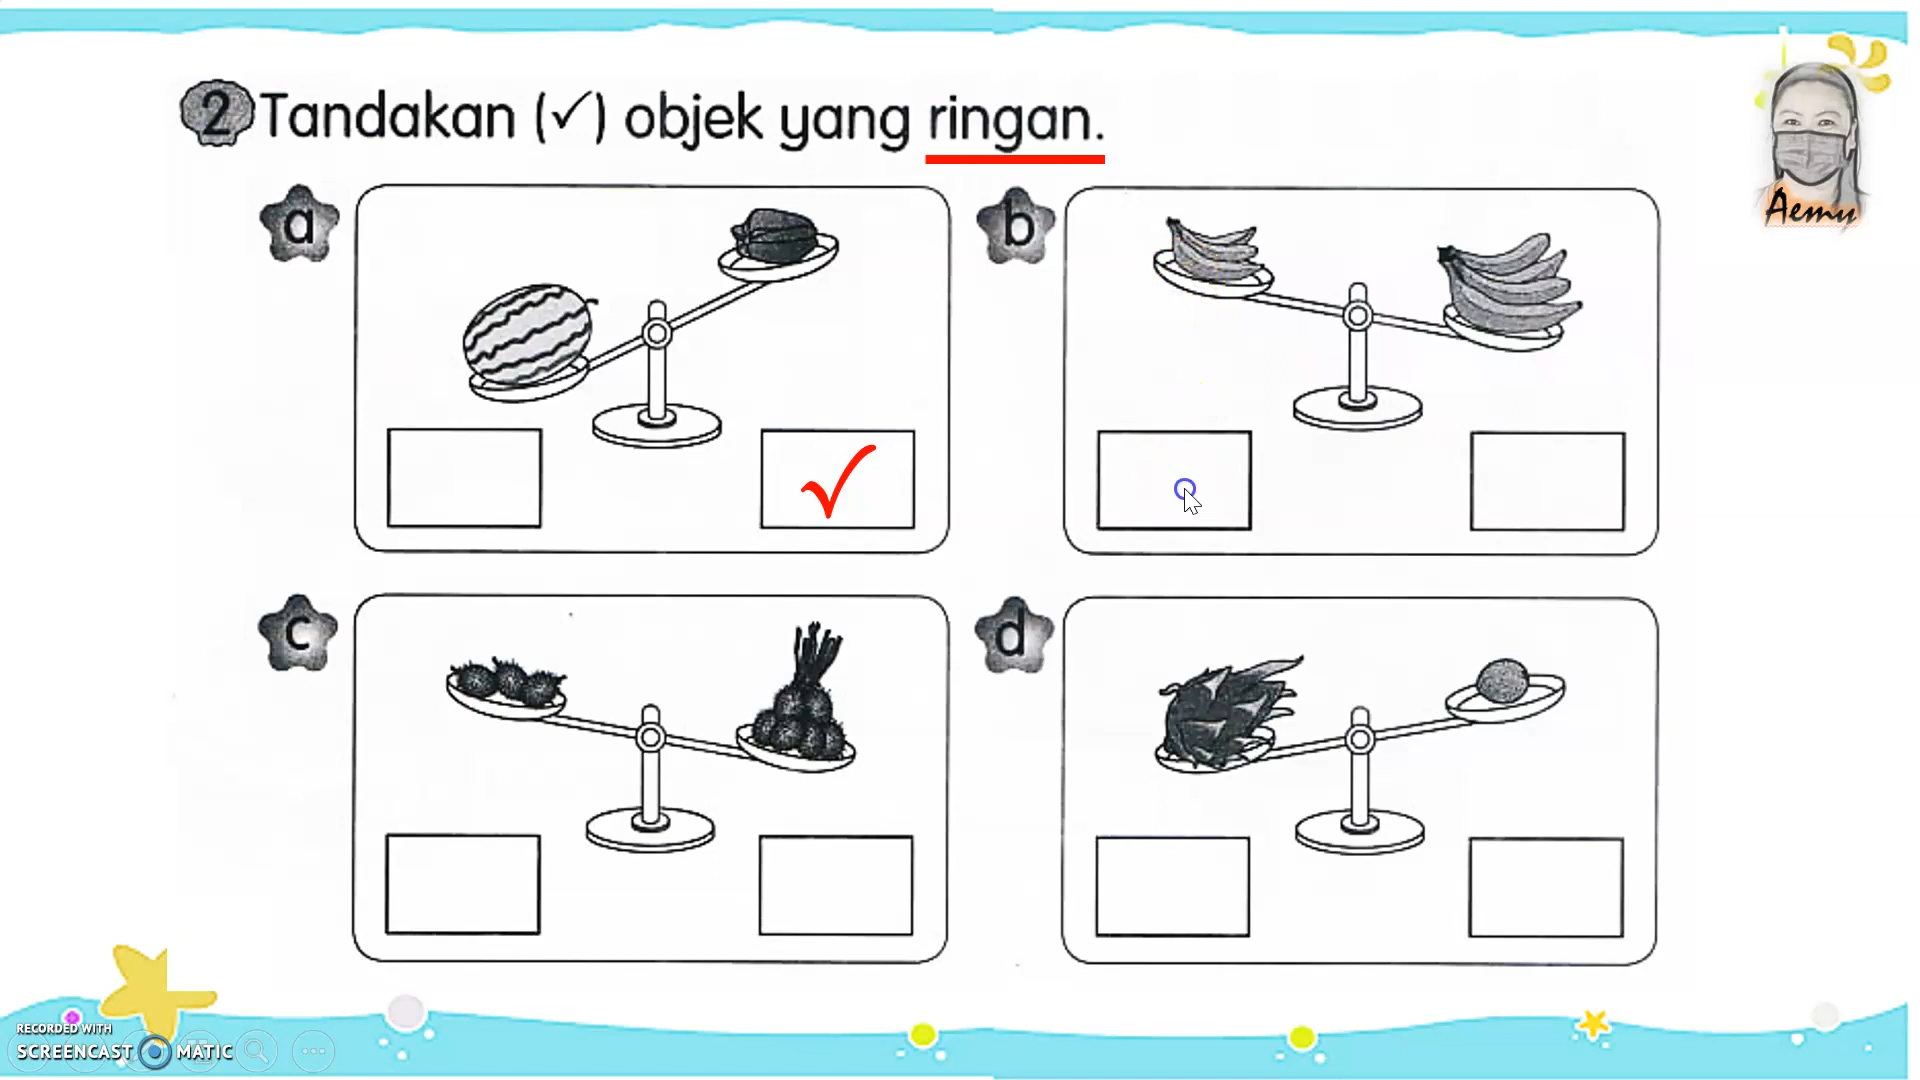 2 Tandakan (✓) objek yang ringan.
a
b
Aemy
c
d
RECORDED WITH
SCREENCAST MATIC